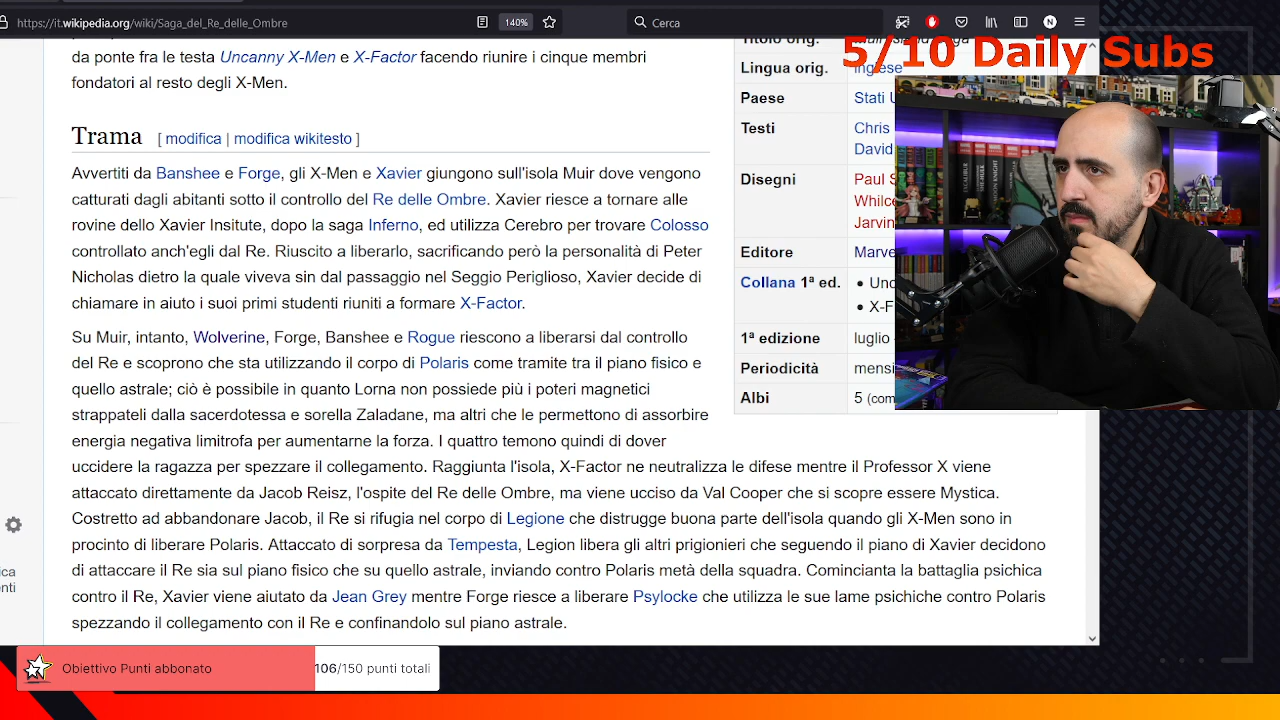 https://it.wikipedia.org/wiki/Saga_del_Re_delle_Ombre
140%
Cerca
N
5/10 Daily Subs
da ponte fra le testa Uncanny X-Men e X-Factor facendo riunire i cinque membri
fondatori al resto degli X-Men.
Trama [ modifica | modifica wikitesto ]
Avvertiti da Banshee e Forge, gli X-Men e Xavier giungono sull'isola Muir dove vengono
catturati dagli abitanti sotto il controllo del Re delle Ombre. Xavier riesce a tornare alle
rovine dello Xavier Insitute, dopo la saga Inferno, ed utilizza Cerebro per trovare Colosso
controllato anch'egli dal Re. Riuscito a liberarlo, sacrificando però la personalità di Peter
Nicholas dietro la quale viveva sin dal passaggio nel Seggio Periglioso, Xavier decide di
chiamare in aiuto i suoi primi studenti riuniti a formare X-Factor.
Su Muir, intanto, Wolverine, Forge, Banshee e Rogue riescono a liberarsi dal controllo
del Re e scoprono che sta utilizzando il corpo di Polaris come tramite tra il piano fisico e
quello astrale; ciò è possibile in quanto Lorna non possiede più i poteri magnetici
strappateli dalla sacerdotessa e sorella Zaladane, ma altri che le permettono di assorbire
energia negativa limitrofa per aumentarne la forza. I quattro temono quindi di dover
uccidere la ragazza per spezzare il collegamento. Raggiunta l'isola, X-Factor ne neutralizza le difese mentre il Professor X viene
attaccato direttamente da Jacob Reisz, l'ospite del Re delle Ombre, ma viene ucciso da Val Cooper che si scopre essere Mystica.
Costretto ad abbandonare Jacob, il Re si rifugia nel corpo di Legione che distrugge buona parte dell'isola quando gli X-Men sono in
procinto di liberare Polaris. Attaccato di sorpresa da Tempesta, Legion libera gli altri prigionieri che seguendo il piano di Xavier decidono
di attaccare il Re sia sul piano fisico che su quello astrale, inviando contro Polaris metà della squadra. Comincianta la battaglia psichica
contro il Re, Xavier viene aiutato da Jean Grey mentre Forge riesce a liberare Psylocke che utilizza le sue lame psichiche contro Polaris
spezzando il collegamento con il Re e confinandolo sul piano astrale.
Titolo orig.
Lingua orig. inglese
Paese Stati U
Testi Chris
David
Disegni Paul S
Whilce
Jarvin
Editore Marve
Collana 1ª ed. • Unc
• X-F
1ª edizione luglio
Periodicità mensi
Albi 5 (com
ica
enti
Obiettivo Punti abbonato 106/150 punti totali